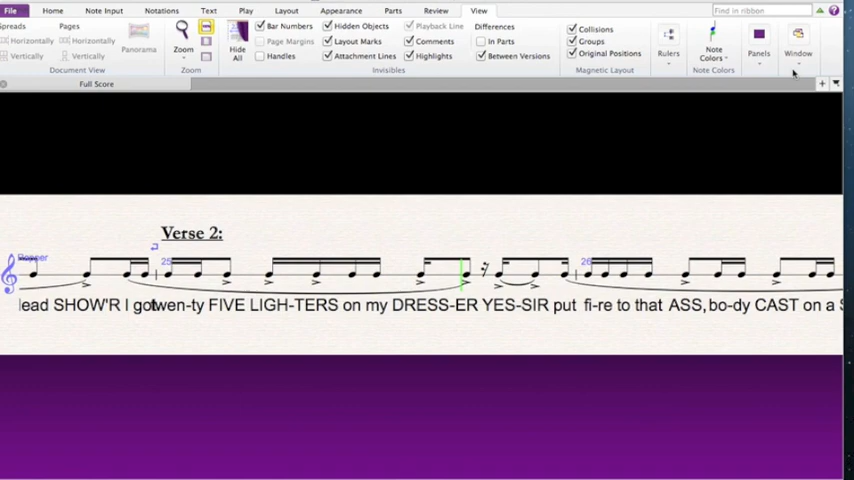 File Home Note Input Notations Text Play Layout Appearance Parts Review View Find in ribbon
Spreads Pages Bar Numbers Hidden Objects Playback Line Differences Collisions
Horizontally Horizontally Panorama Zoom Hide All Page Margins Layout Marks Comments In Parts Groups Rulers Note Colors Panels Window
Vertically Vertically Handles Attachment Lines Highlights Between Versions Original Positions
Document View Zoom Invisibles Magnetic Layout Note Colors
Full Score
Verse 2:
25 26
lead SHOW'R I got twen-ty FIVE LIGH-TERS on my DRESS-ER YES-SIR put fi-re to that ASS, bo-dy CAST on a